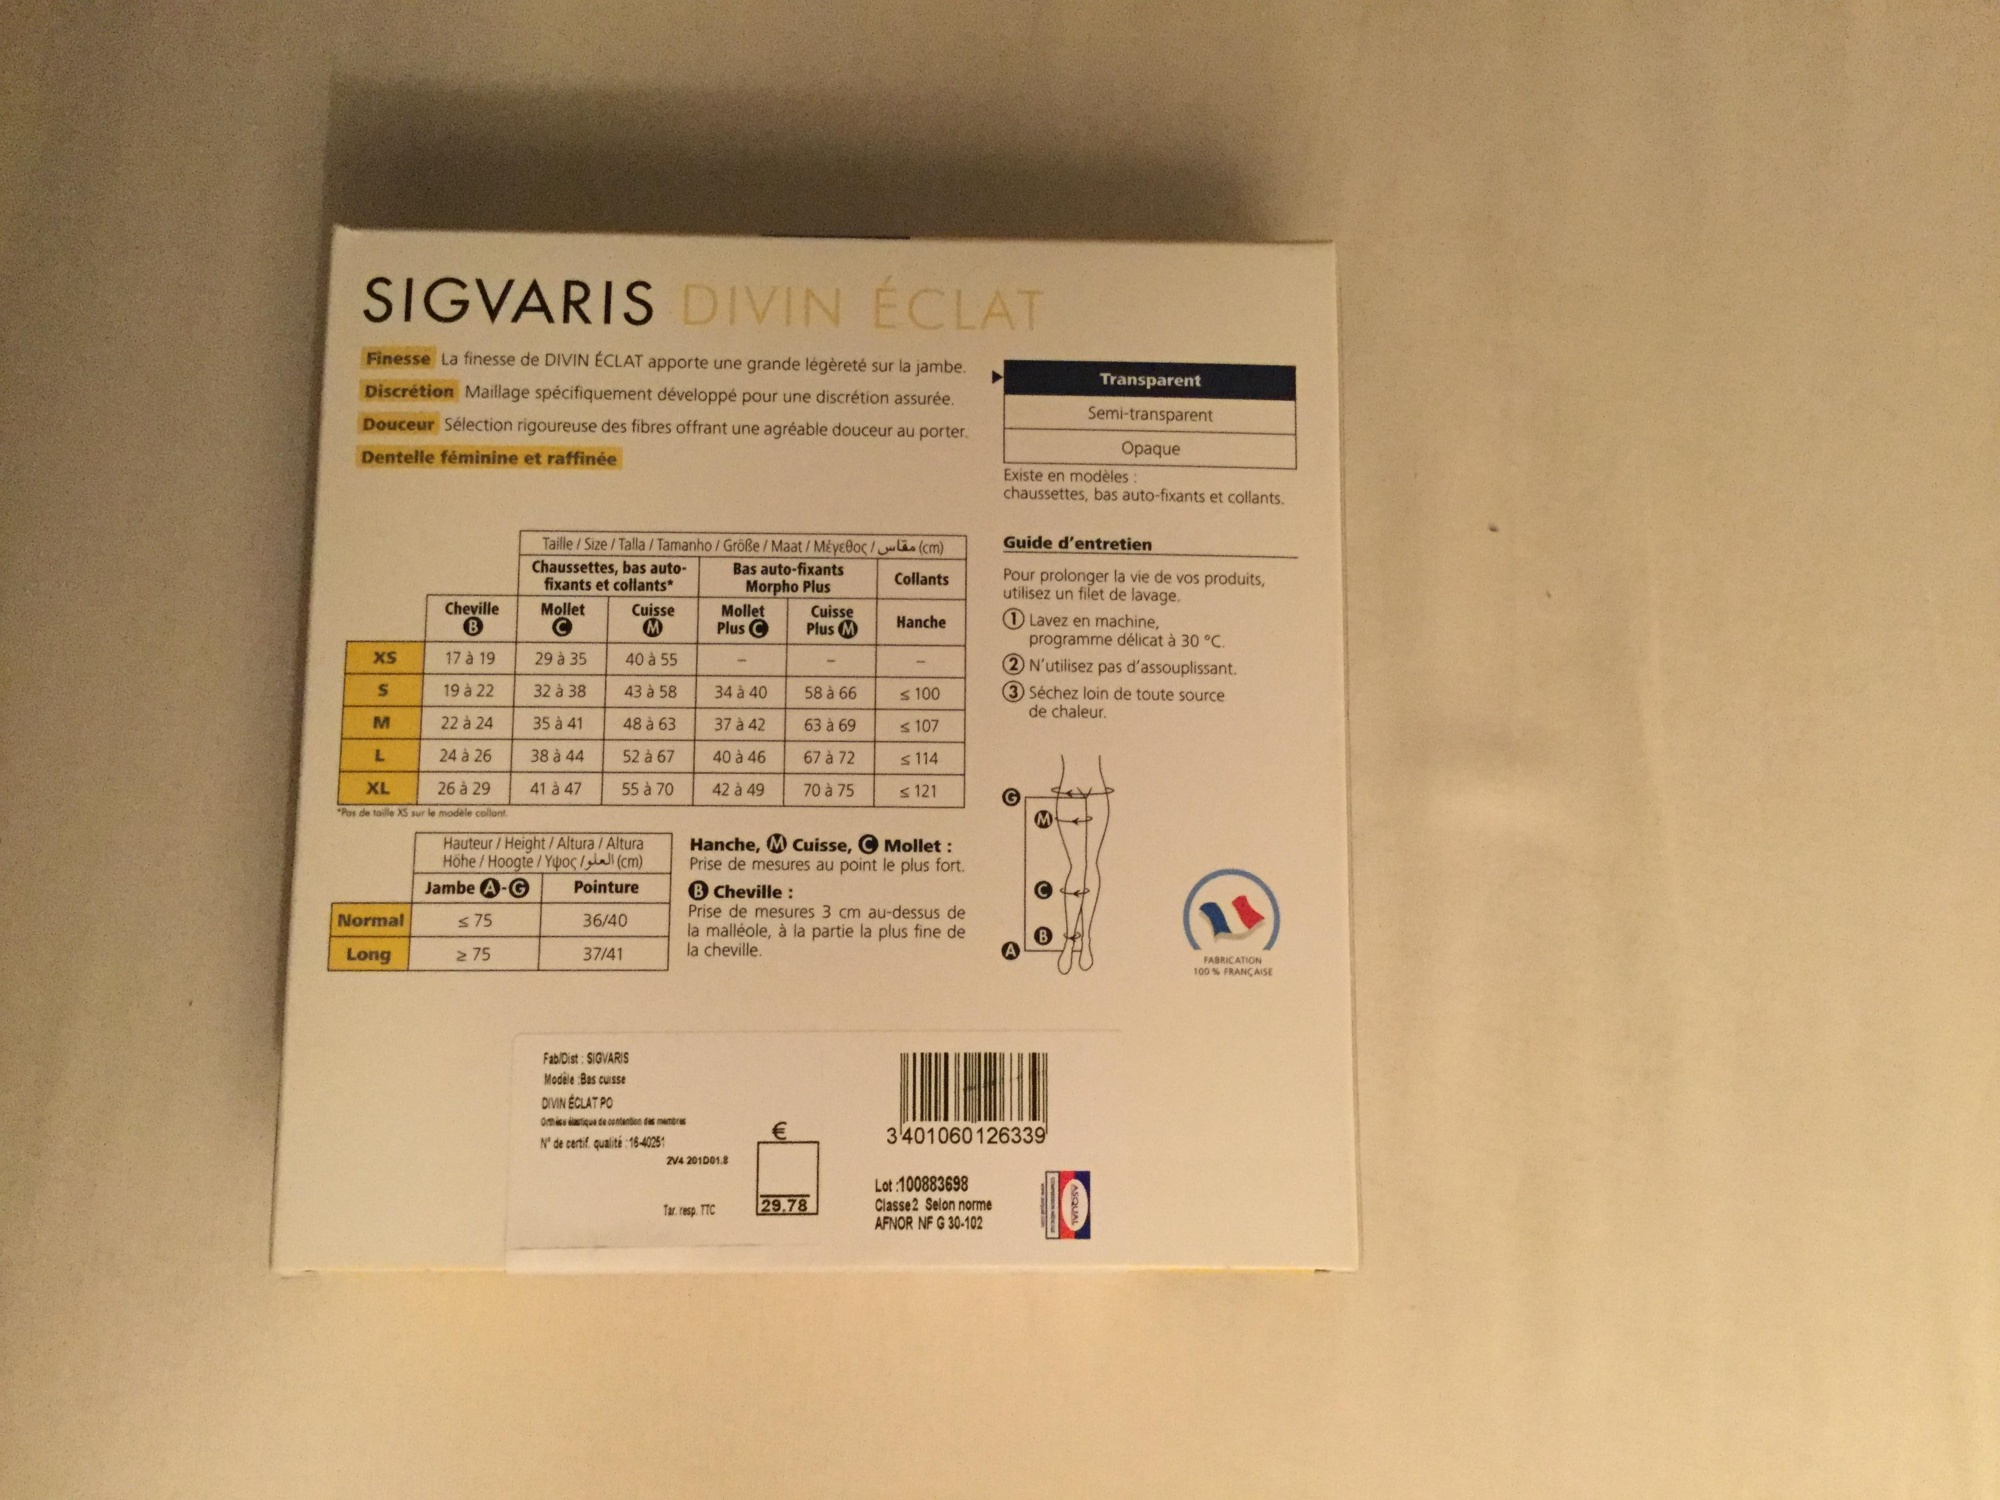 SIGVARIS DIVIN ÉCLAT
Finesse La finesse de DIVIN ÉCLAT apporte une grande légèreté sur la jambe.
Discrétion Maillage spécifiquement développé pour une discrétion assurée.
Douceur Sélection rigoureuse des fibres offrant une agréable douceur au porter.
Dentelle féminine et raffinée
Transparent
Semi-transparent
Opaque
Existe en modèles :
chaussettes, bas auto-fixants et collants.
Taille / Size / Talla / Tamanho / Größe / Maat / Μέγεθος / مقاس (cm)
Chaussettes, bas auto-
fixants et collants*
Bas auto-fixants
Morpho Plus
Collants
Cheville
B
Mollet
C
Cuisse
M
Mollet
Plus C
Cuisse
Plus M
Hanche
XS 17 à 19 29 à 35 40 à 55 – – –
S 19 à 22 32 à 38 43 à 58 34 à 40 58 à 66 ≤ 100
M 22 à 24 35 à 41 48 à 63 37 à 42 63 à 69 ≤ 107
L 24 à 26 38 à 44 52 à 67 40 à 46 67 à 72 ≤ 114
XL 26 à 29 41 à 47 55 à 70 42 à 49 70 à 75 ≤ 121
*Pas de taille XS sur le modèle collant.
Hauteur / Height / Altura / Altura
Höhe / Hoogte / Υψος / العلو (cm)
Jambe A-G Pointure
Normal ≤ 75 36/40
Long ≥ 75 37/41
Hanche, M Cuisse, C Mollet :
Prise de mesures au point le plus fort.
B Cheville :
Prise de mesures 3 cm au-dessus de
la malléole, à la partie la plus fine de
la cheville.
Guide d'entretien
Pour prolonger la vie de vos produits,
utilisez un filet de lavage.
1 Lavez en machine,
programme délicat à 30 °C.
2 N'utilisez pas d'assouplissant.
3 Séchez loin de toute source
de chaleur.
G
M
C
B
A
FABRICATION
100 % FRANÇAISE
Fab/Dist : SIGVARIS
Modèle :Bas cuisse
DIVIN ÉCLAT PO
Orthèse élastique de contention des membres
N° de certif. qualité : 16-40251
2V4 201D01.8
Tar. resp. TTC
€
29.78
3401060126339
Lot :100883698
Classe2 Selon norme
AFNOR NF G 30-102
ASQUAL